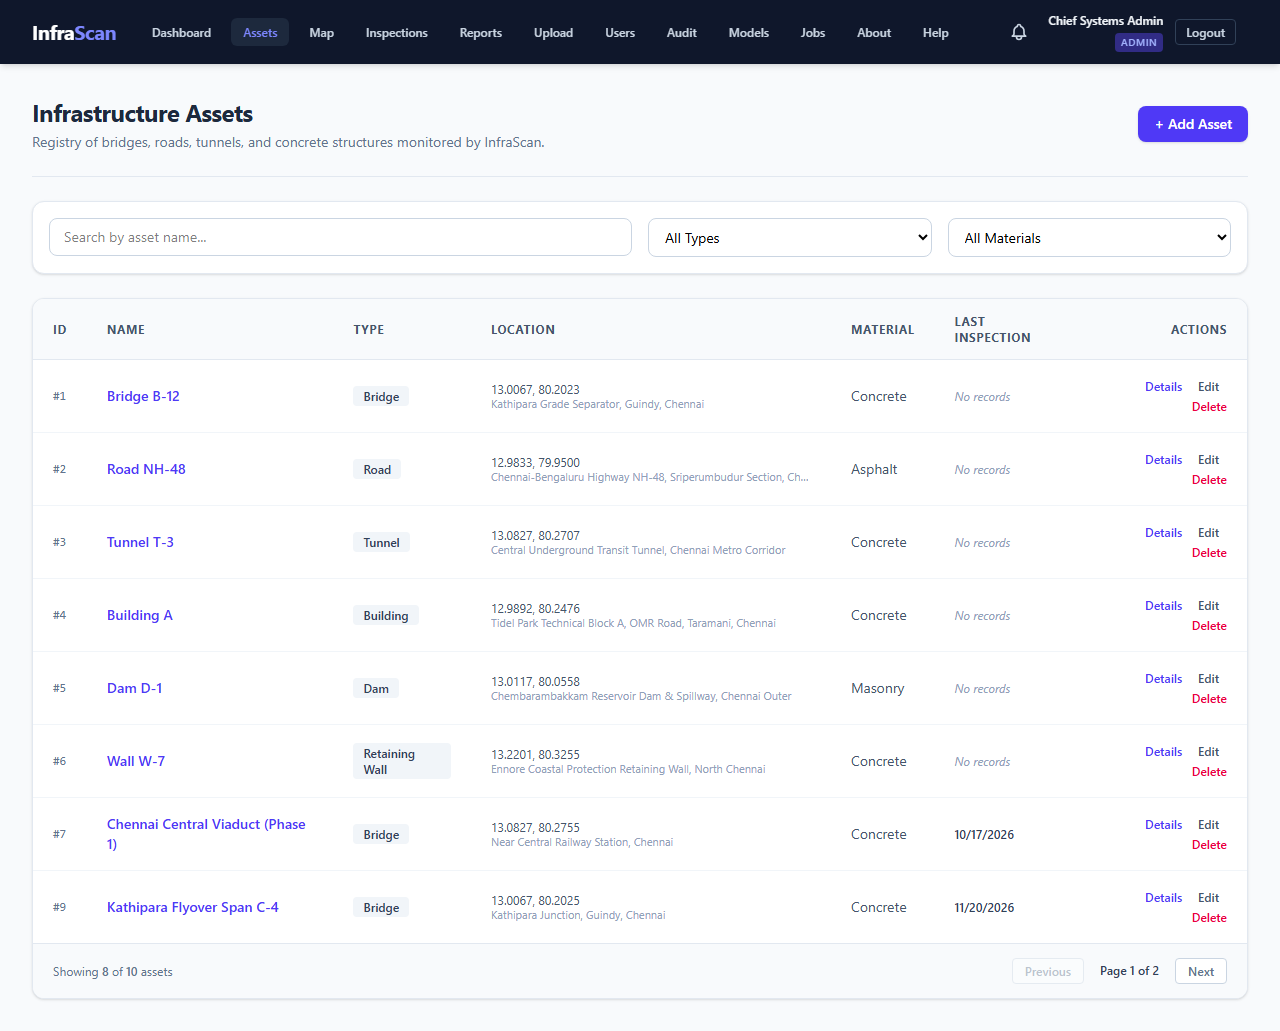 InfraScan
Dashboard Assets Map Inspections Reports Upload Users Audit Models Jobs About Help
Chief Systems Admin
ADMIN
Logout
Infrastructure Assets
Registry of bridges, roads, tunnels, and concrete structures monitored by InfraScan.
+ Add Asset
Search by asset name...
All Types
All Materials
ID NAME TYPE LOCATION MATERIAL LAST INSPECTION ACTIONS
#1 Bridge B-12 Bridge 13.0067, 80.2023 Concrete No records Details Edit
Kathipara Grade Separator, Guindy, Chennai Delete
#2 Road NH-48 Road 12.9833, 79.9500 Asphalt No records Details Edit
Chennai-Bengaluru Highway NH-48, Sriperumbudur Section, Ch... Delete
#3 Tunnel T-3 Tunnel 13.0827, 80.2707 Concrete No records Details Edit
Central Underground Transit Tunnel, Chennai Metro Corridor Delete
#4 Building A Building 12.9892, 80.2476 Concrete No records Details Edit
Tidel Park Technical Block A, OMR Road, Taramani, Chennai Delete
#5 Dam D-1 Dam 13.0117, 80.0558 Masonry No records Details Edit
Chembarambakkam Reservoir Dam & Spillway, Chennai Outer Delete
#6 Wall W-7 Retaining Wall 13.2201, 80.3255 Concrete No records Details Edit
Ennore Coastal Protection Retaining Wall, North Chennai Delete
#7 Chennai Central Viaduct (Phase 1) Bridge 13.0827, 80.2755 Concrete 10/17/2026 Details Edit
Near Central Railway Station, Chennai Delete
#9 Kathipara Flyover Span C-4 Bridge 13.0067, 80.2025 Concrete 11/20/2026 Details Edit
Kathipara Junction, Guindy, Chennai Delete
Showing 8 of 10 assets
Previous Page 1 of 2 Next